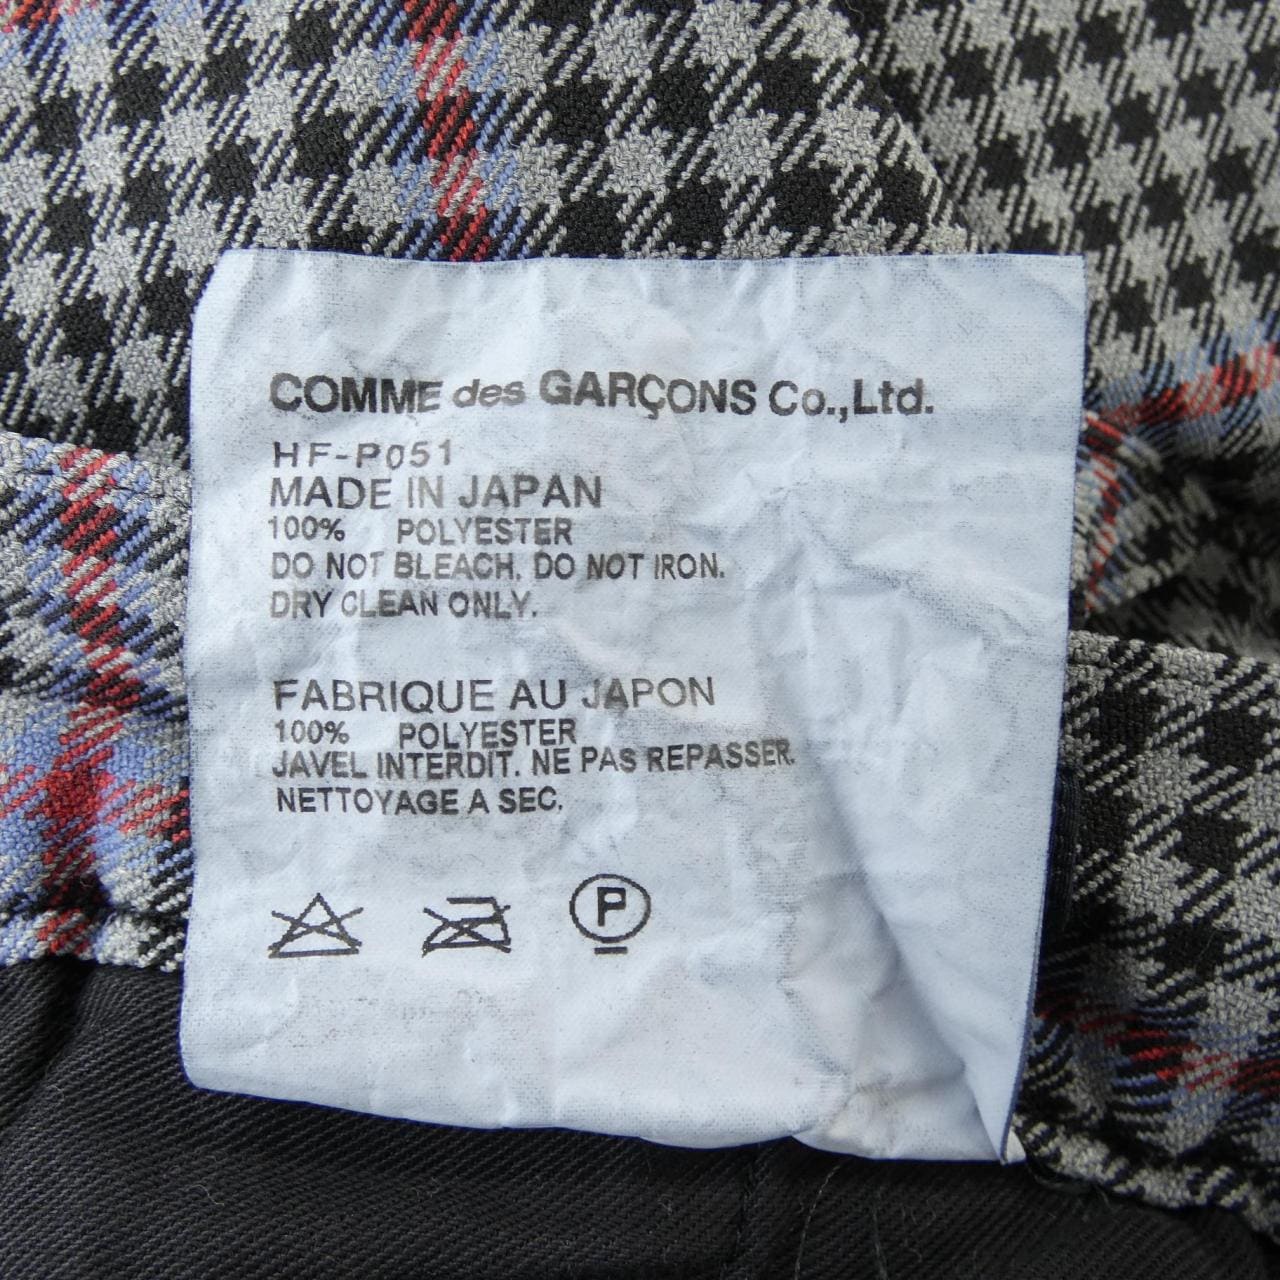 COMME des GARÇONS Co.,Ltd.
HF-P051
MADE IN JAPAN
100% POLYESTER
DO NOT BLEACH. DO NOT IRON.
DRY CLEAN ONLY.
FABRIQUE AU JAPON
100% POLYESTER
JAVEL INTERDIT. NE PAS REPASSER.
NETTOYAGE A SEC.
P